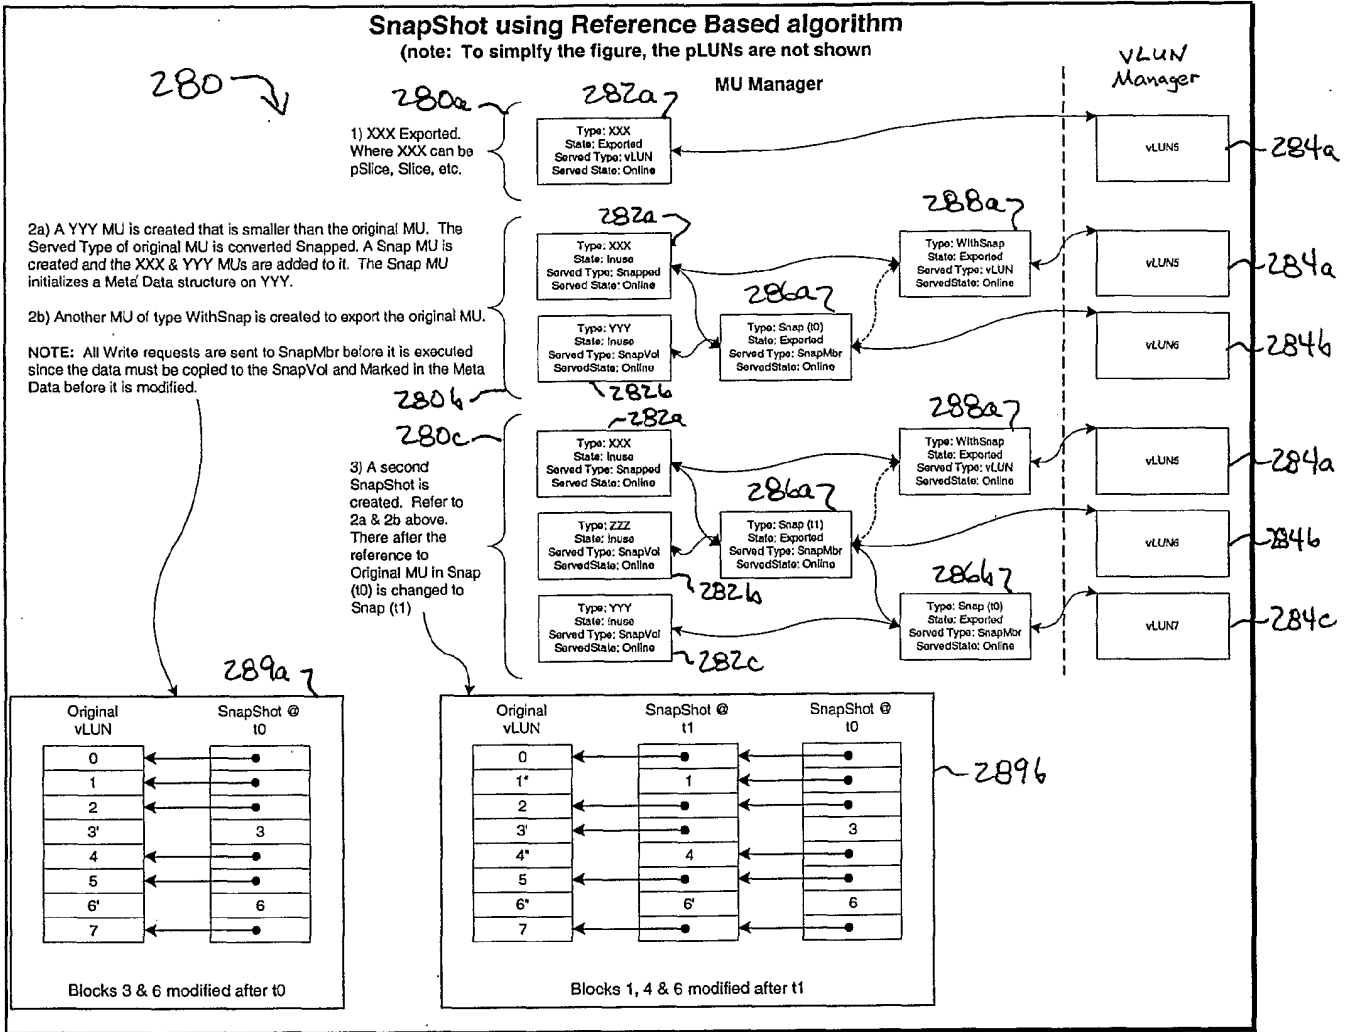 SnapShot using Reference Based algorithm
(note: To simplfy the figure, the pLUNs are not shown
MU Manager
vLUN
Manager
280
280a
282a
1) XXX Exported.
Where XXX can be
pSlice, Slice, etc.
Type: XXX
State: Exported
Served Type: vLUN
Served State: Online
vLUN5
284a
2a) A YYY MU is created that is smaller than the original MU. The
Served Type of original MU is converted Snapped. A Snap MU is
created and the XXX & YYY MUs are added to it. The Snap MU
initializes a Meta Data structure on YYY.
2b) Another MU of type WithSnap is created to export the original MU.
NOTE: All Write requests are sent to SnapMbr before it is executed
since the data must be copied to the SnapVol and Marked in the Meta
Data before it is modified.
280b
282a
Type: XXX
State: Inuse
Served Type: Snapped
Served State: Online
288a
Type: WithSnap
State: Exported
Served Type: vLUN
ServedState: Online
vLUN5
284a
Type: YYY
State: Inuse
Served Type: SnapVol
ServedState: Online
282b
286a
Type: Snap (t0)
State: Exported
Served Type: SnapMbr
ServedState: Online
vLUN6
284b
280c
3) A second
SnapShot is
created. Refer to
2a & 2b above.
There after the
reference to
Original MU in Snap
(t0) is changed to
Snap (t1)
282a
Type: XXX
State: Inuse
Served Type: Snapped
Served State: Online
288a
Type: WithSnap
State: Exported
Served Type: vLUN
ServedState: Online
vLUN5
284a
Type: ZZZ
State: Inuse
Served Type: SnapVol
ServedState: Online
282b
286a
Type: Snap (t1)
State: Exported
Served Type: SnapMbr
ServedState: Online
vLUN6
284b
Type: YYY
State: Inuse
Served Type: SnapVol
ServedState: Online
282c
286b
Type: Snap (t0)
State: Exported
Served Type: SnapMbr
ServedState: Online
vLUN7
284c
289a
Original
vLUN
SnapShot @
t0
0
1
2
3' 3
4
5
6' 6
7
Blocks 3 & 6 modified after t0
289b
Original
vLUN
SnapShot @
t1
SnapShot @
t0
0
1" 1
2
3' 3
4" 4
5
6" 6' 6
7
Blocks 1, 4 & 6 modified after t1